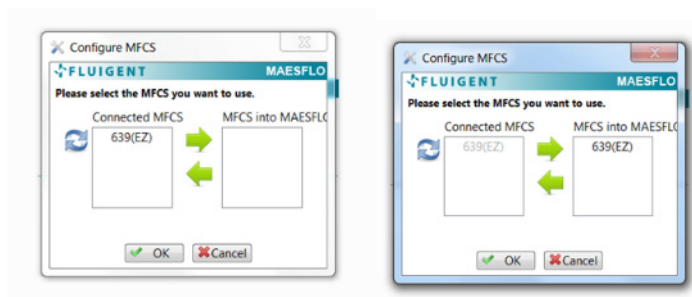 Configure MFCS
FLUIGENT MAESFLO
Please select the MFCS you want to use.
Connected MFCS MFCS into MAESFLO
639(EZ)
OK Cancel
Configure MFCS
FLUIGENT MAESFLO
Please select the MFCS you want to use.
Connected MFCS MFCS into MAESFLO
639(EZ) 639(EZ)
OK Cancel